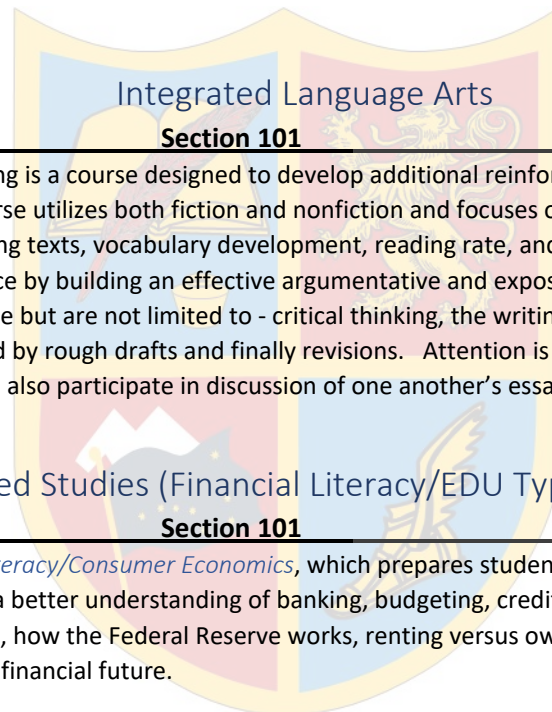 Integrated Language Arts
Section 101
ng is a course designed to develop additional reinfor
rse utilizes both fiction and nonfiction and focuses o
ng texts, vocabulary development, reading rate, and
ce by building an effective argumentative and expos
e but are not limited to - critical thinking, the writin
d by rough drafts and finally revisions. Attention is
also participate in discussion of one another’s essa
ed Studies (Financial Literacy/EDU Typ
Section 101
teracy/Consumer Economics, which prepares studen
a better understanding of banking, budgeting, credit
, how the Federal Reserve works, renting versus ow
financial future.